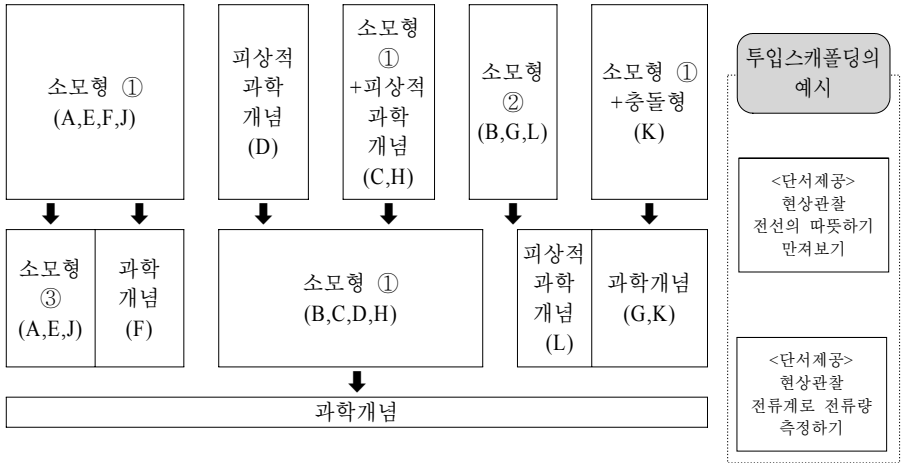 소모형 ①
(A,E,F,J)
피상적
과학
개념
(D)
소모형
①
+피상적
과학
개념
(C,H)
소모형
②
(B,G,L)
소모형 ①
+충돌형
(K)
소모형
③
(A,E,J)
과학
개념
(F)
소모형 ①
(B,C,D,H)
피상적
과학
개념
(L)
과학개념
(G,K)
과학개념
투입스캐폴딩의
예시
<단서제공>
현상관찰
전선의 따뜻하기
만져보기
<단서제공>
현상관찰
전류계로 전류량
측정하기